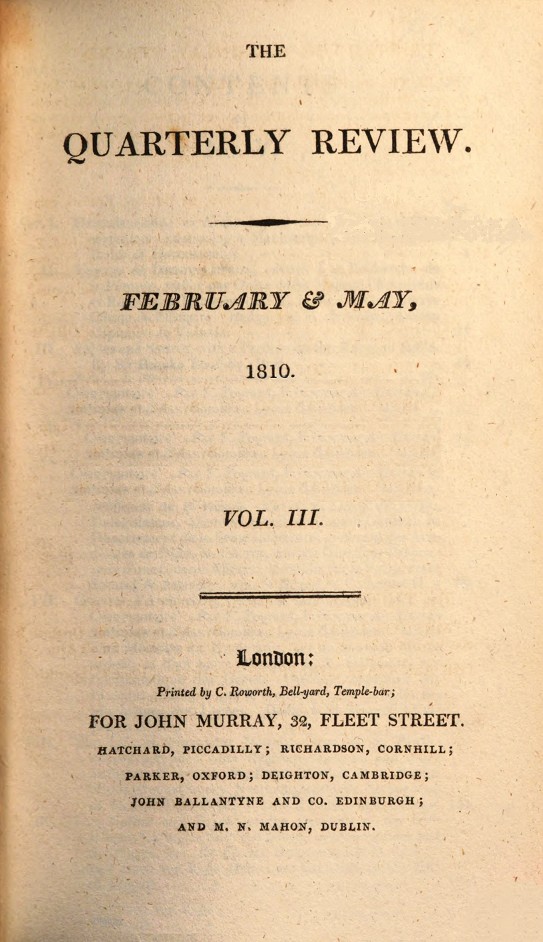 THE
QUARTERLY REVIEW.
FEBRUARY & MAY,
1810.
VOL. III.
London:
Printed by C. Roworth, Bell-yard, Temple-bar;
FOR JOHN MURRAY, 32, FLEET STREET.
HATCHARD, PICCADILLY; RICHARDSON, CORNHILL;
PARKER, OXFORD; DEIGHTON, CAMBRIDGE;
JOHN BALLANTYNE AND CO. EDINBURGH;
AND M. N. MAHON, DUBLIN.